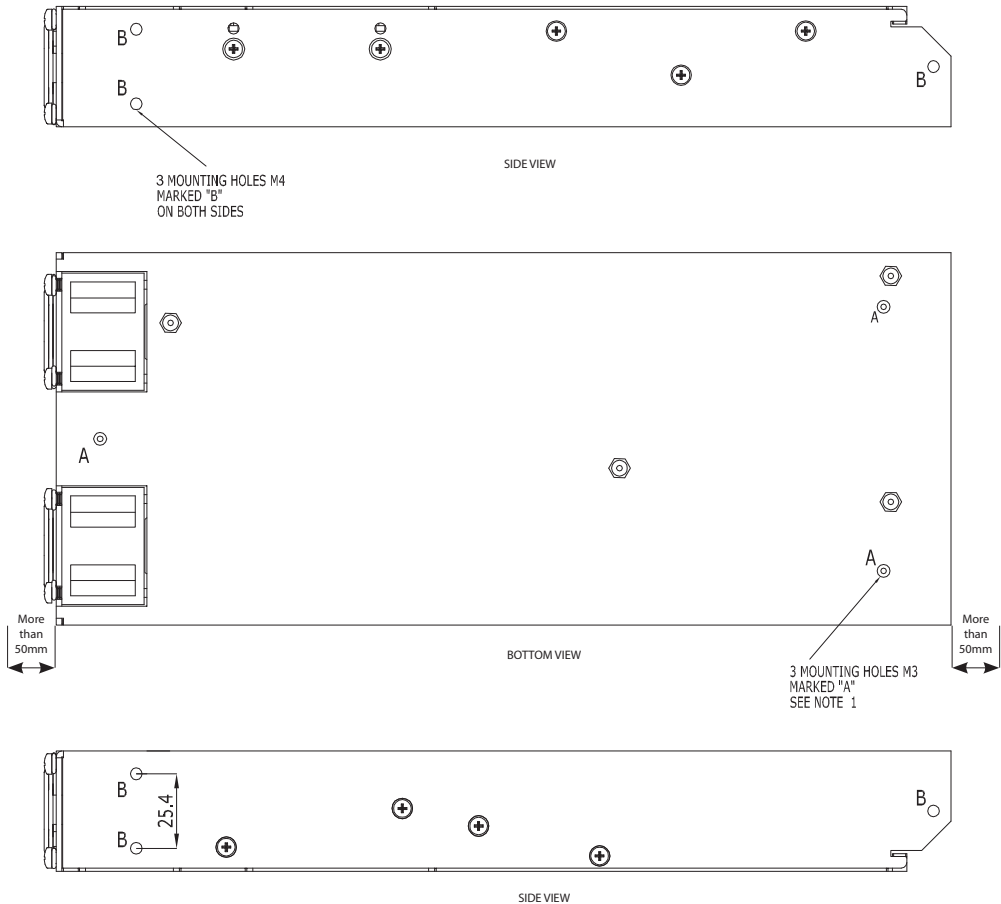 B
B
B
SIDE VIEW
3 MOUNTING HOLES M4
MARKED "B"
ON BOTH SIDES
A
A
A
More
than
50mm
More
than
50mm
BOTTOM VIEW
3 MOUNTING HOLES M3
MARKED "A"
SEE NOTE 1
B
B
25.4
B
SIDE VIEW